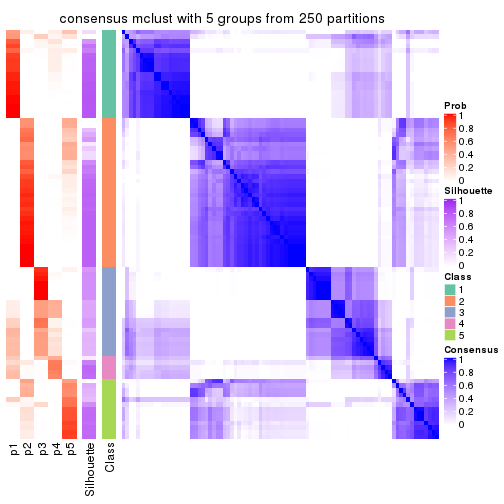 consensus mclust with 5 groups from 250 partitions
Prob
1
0.8
0.6
0.4
0.2
0
Silhouette
1
0.8
0.6
0.4
0.2
0
Class
1
2
3
4
5
Consensus
1
0.8
0.6
0.4
0.2
0
p1
p2
p3
p4
p5
Silhouette
Class